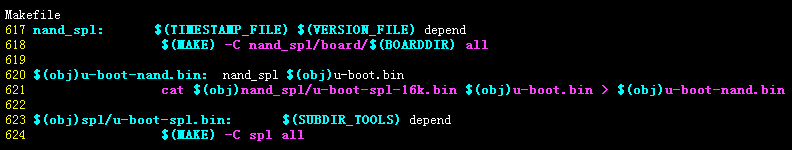 Makefile
617 nand_spl: $(TIMESTAMP_FILE) $(VERSION_FILE) depend
618 $(MAKE) -C nand_spl/board/$(BOARDDIR) all
619
620 $(obj)u-boot-nand.bin: nand_spl $(obj)u-boot.bin
621 cat $(obj)nand_spl/u-boot-spl-16k.bin $(obj)u-boot.bin > $(obj)u-boot-nand.bin
622
623 $(obj)spl/u-boot-spl.bin: $(SUBDIR_TOOLS) depend
624 $(MAKE) -C spl all